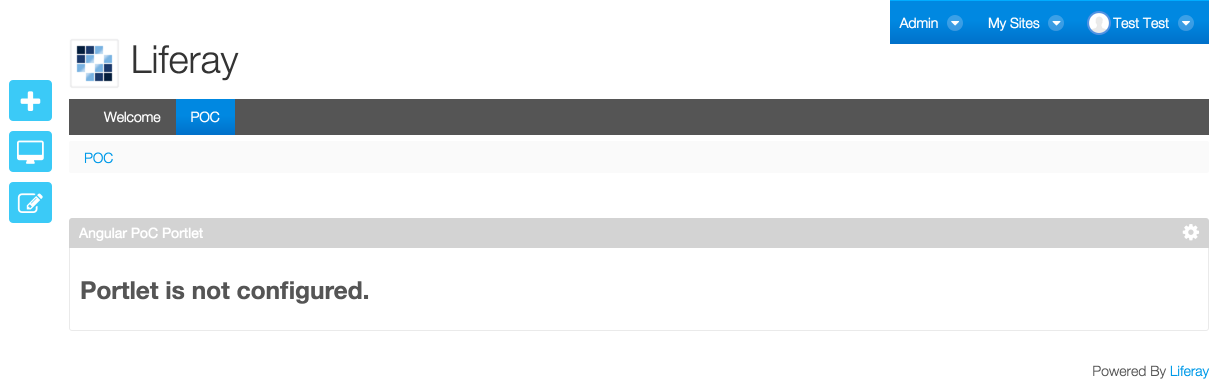 Admin My Sites Test Test
Liferay
Welcome POC
POC
Angular PoC Portlet
Portlet is not configured.
Powered By Liferay